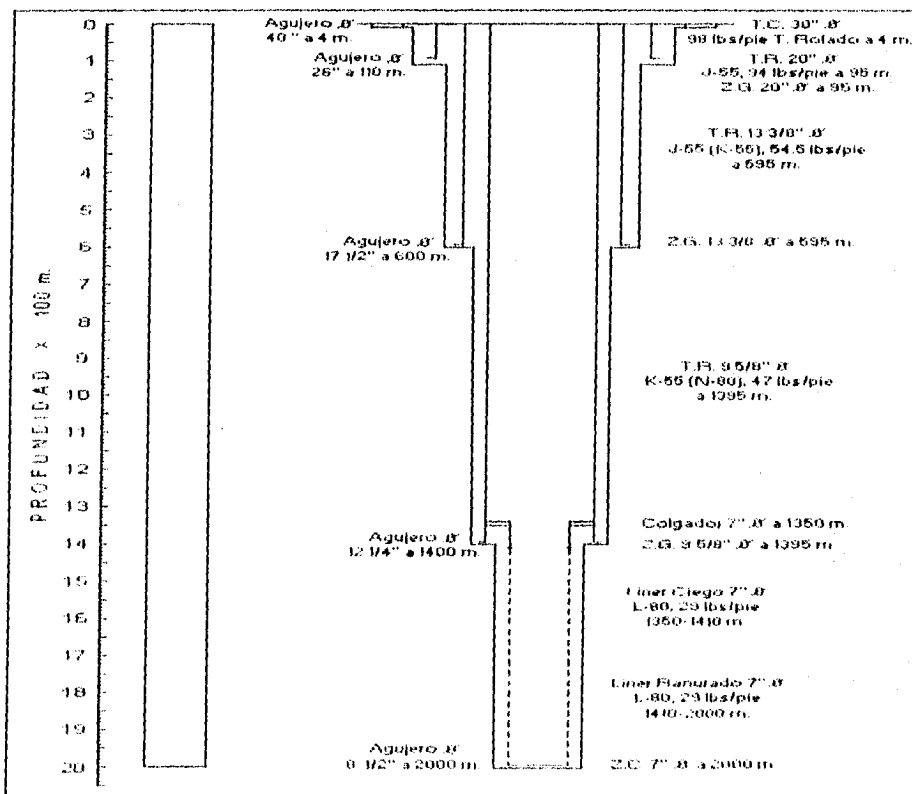 PROFUNDIDAD X 100 m.
0
1
2
3
4
5
6
7
8
9
10
11
12
13
14
15
16
17
18
19
20
Agujero .Ø'
40" a 4 m.
Agujero .Ø'
26" a 110 m.
Agujero .Ø'
17 1/2" a 600 m.
Agujero .Ø'
12 1/4" a 1400 m.
Agujero .Ø'
8 1/2" a 2000 m.
T.C. 30" .Ø'
98 lbs/pie T. Rolado a 4 m.
T.R. 20" .Ø'
J-55, 94 lbs/pie a 95 m.
Z.G. 20" .Ø' a 95 m.
T.R. 13 3/8" .Ø'
J-55 (K-55), 54.5 lbs/pie
a 595 m.
Z.G. 13 3/8 .Ø' a 595 m.
T.R. 9 5/8" .Ø'
K-55 (N-80), 47 lbs/pie
a 1395 m.
Colgador 7" .Ø' a 1350 m.
Z.G. 9 5/8" .Ø' a 1395 m.
Liner Ciego 7" .Ø'
L-80, 29 lbs/pie
1350-1410 m
Liner Ranurado 7" .Ø'
L-80, 29 lbs/pie
1410-2000 m.
Z.C. 7" .Ø' a 2000 m.